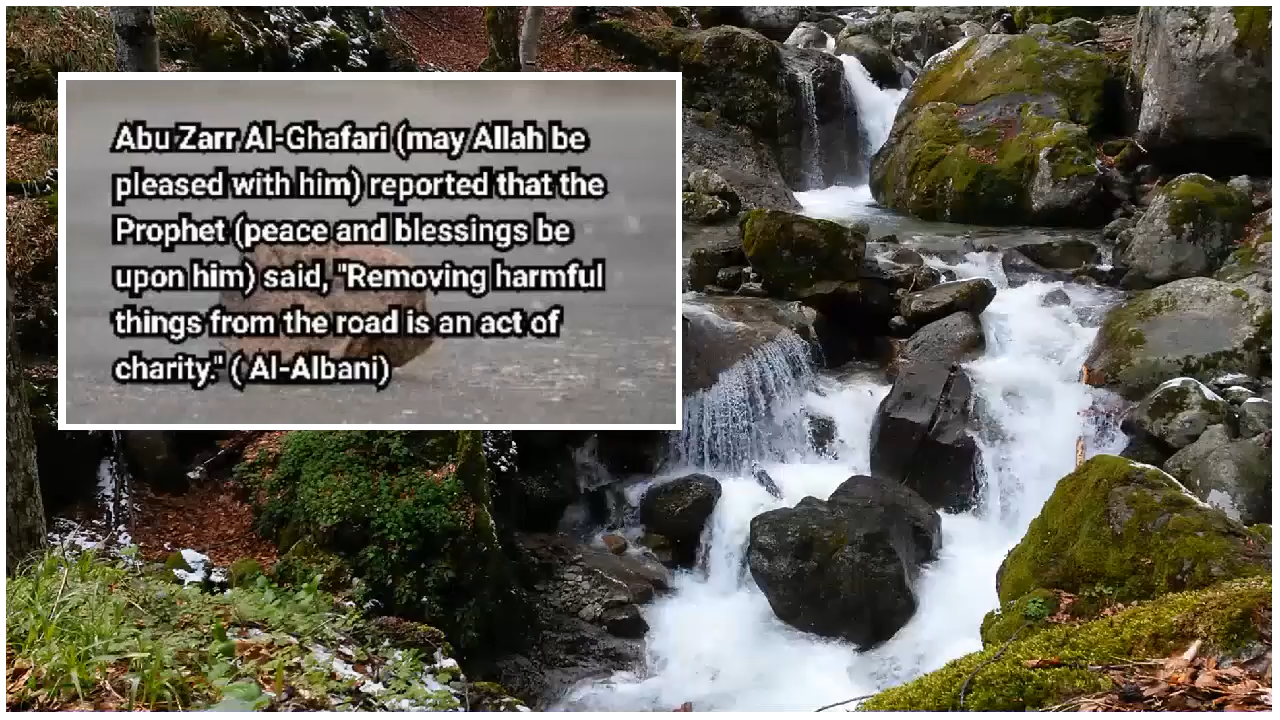 Abu Zarr Al-Ghafari (may Allah be
pleased with him) reported that the
Prophet (peace and blessings be
upon him) said, "Removing harmful
things from the road is an act of
charity." ( Al-Albani)